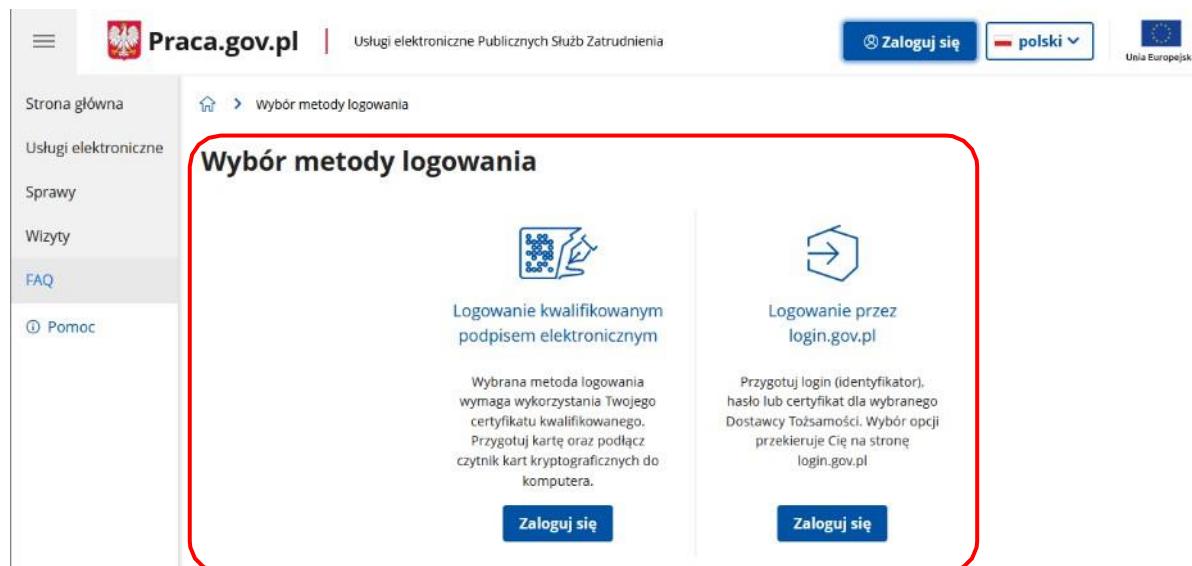 Praca.gov.pl
Usługi elektroniczne Publicznych Służb Zatrudnienia
Zaloguj się
polski
Unia Europejsk
Strona główna
Usługi elektroniczne
Sprawy
Wizyty
FAQ
Pomoc
Wybór metody logowania
Wybór metody logowania
Logowanie kwalifikowanym
podpisem elektronicznym
Wybrana metoda logowania
wymaga wykorzystania Twojego
certyfikatu kwalifikowanego.
Przygotuj kartę oraz podłącz
czytnik kart kryptograficznych do
komputera.
Zaloguj się
Logowanie przez
login.gov.pl
Przygotuj login (identyfikator),
hasło lub certyfikat dla wybranego
Dostawcy Tożsamości. Wybór opcji
przekieruje Cię na stronę
login.gov.pl
Zaloguj się